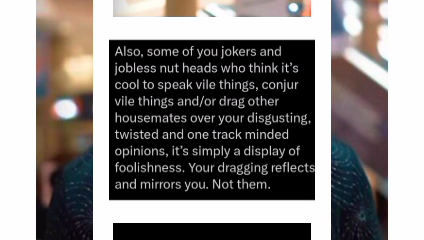 Also, some of you jokers and
jobless nut heads who think it's
cool to speak vile things, conjur
vile things and/or drag other
housemates over your disgusting,
twisted and one track minded
opinions, it's simply a display of
foolishness. Your dragging reflects
and mirrors you. Not them.